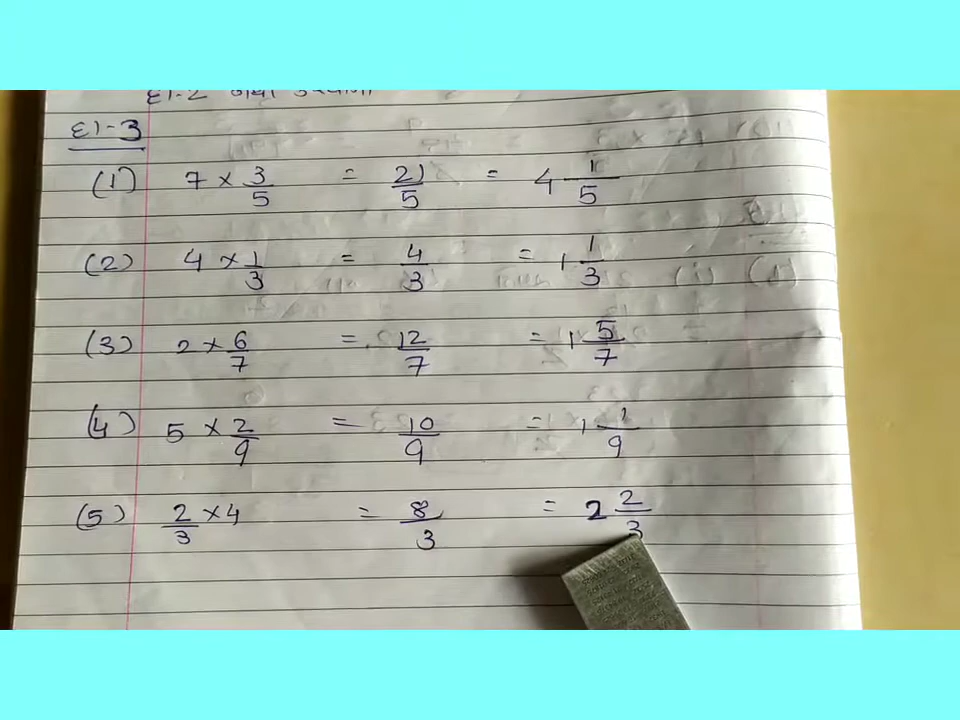 દા-3
(1) 7 × 3/5 = 21/5 = 4 1/5
(2) 4 × 1/3 = 4/3 = 1 1/3
(3) 2 × 6/7 = 12/7 = 1 5/7
(4) 5 × 2/9 = 10/9 = 1 1/9
(5) 2/3 × 4 = 8/3 = 2 2/3